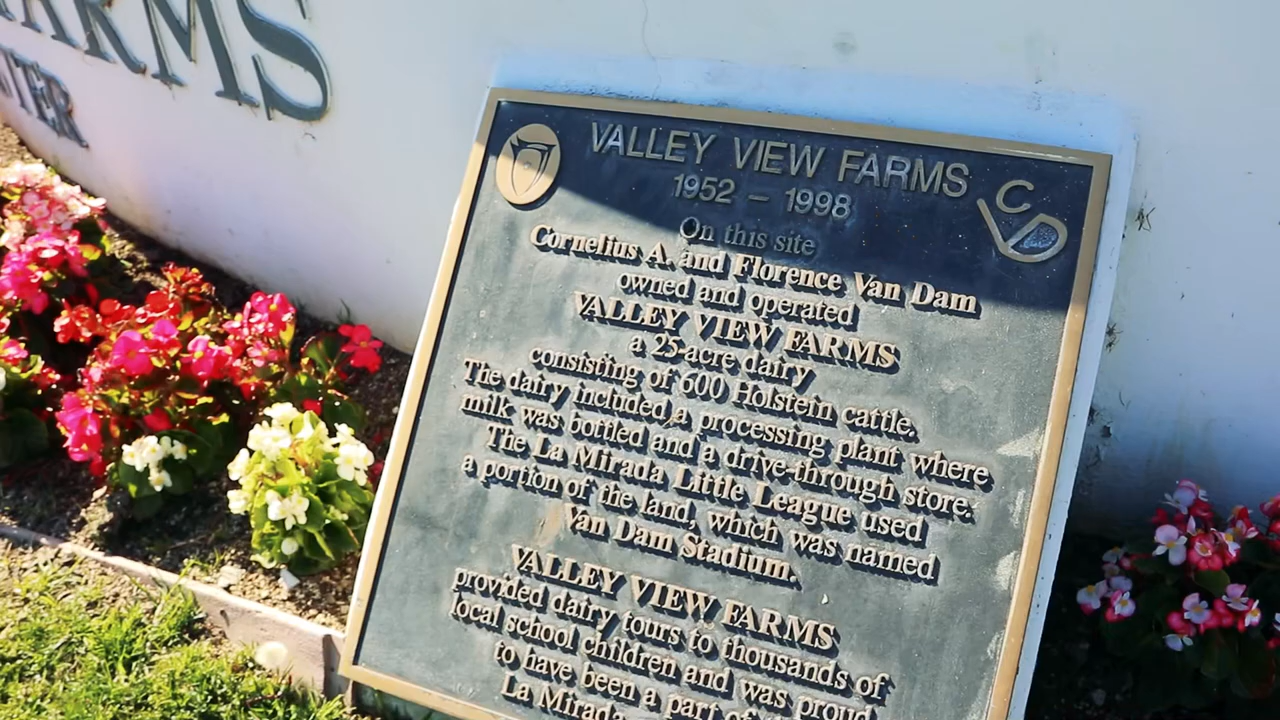 ARMS
NTER
VALLEY VIEW FARMS
1952 – 1998
On this site
Cornelius A. and Florence Van Dam
owned and operated
VALLEY VIEW FARMS
a 25-acre dairy
consisting of 600 Holstein cattle.
The dairy included a processing plant where
milk was bottled and a drive-through store.
The La Mirada Little League used
a portion of the land, which was named
Van Dam Stadium.
VALLEY VIEW FARMS
provided dairy tours to thousands of
local school children and was proud
to have been a part of
La Mirada